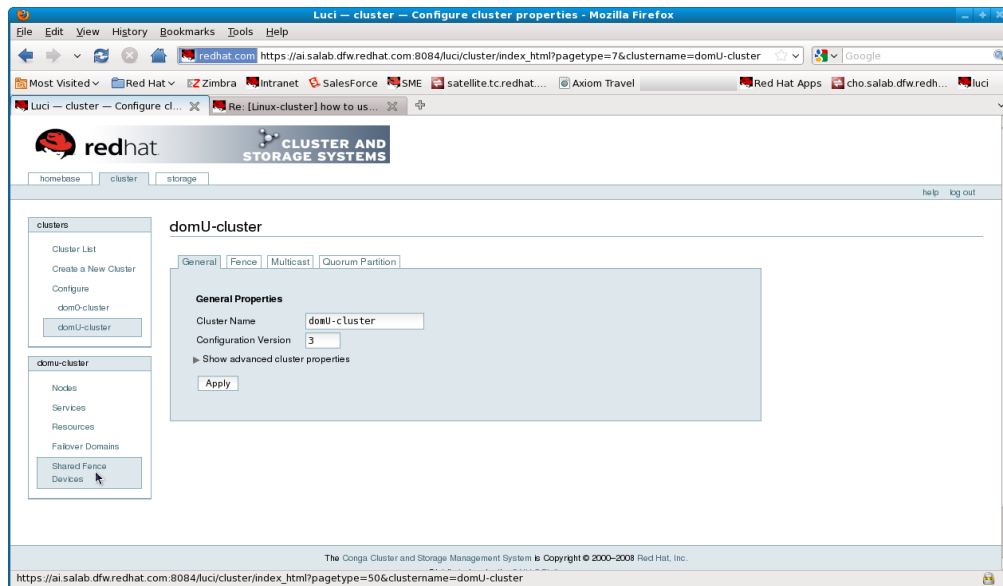 Luci — cluster — Configure cluster properties - Mozilla Firefox
File Edit View History Bookmarks Tools Help
redhat.com https://ai.salab.dfw.redhat.com:8084/luci/cluster/index_html?pagetype=7&clustername=domU-cluster Google
Most Visited Red Hat Zimbra Intranet SalesForce SME satellite.tc.redhat.... Axiom Travel Red Hat Apps cho.salab.dfw.redh... luci
Luci — cluster — Configure cl... Re: [Linux-cluster] how to us...
redhat. CLUSTER AND
STORAGE SYSTEMS
homebase cluster storage
help log out
clusters
Cluster List
Create a New Cluster
Configure
dom0-cluster
domU-cluster
domu-cluster
Nodes
Services
Resources
Failover Domains
Shared Fence
Devices
domU-cluster
General Fence Multicast Quorum Partition
General Properties
Cluster Name domU-cluster
Configuration Version 3
Show advanced cluster properties
Apply
The Conga Cluster and Storage Management System is Copyright © 2000–2008 Red Hat, Inc.
https://ai.salab.dfw.redhat.com:8084/luci/cluster/index_html?pagetype=50&clustername=domU-cluster